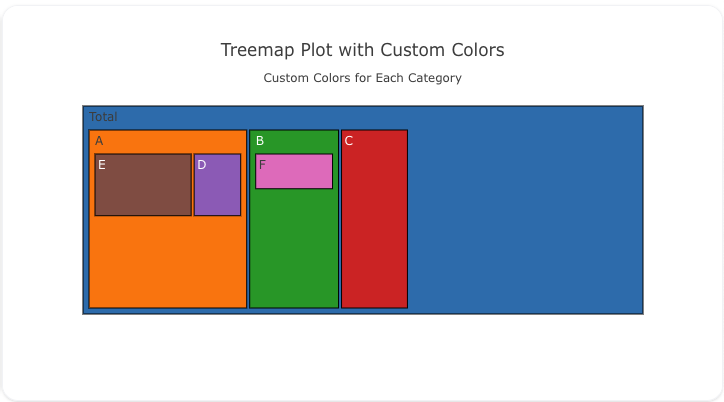 Treemap Plot with Custom Colors
Custom Colors for Each Category
Total
A
B
C
E
D
F